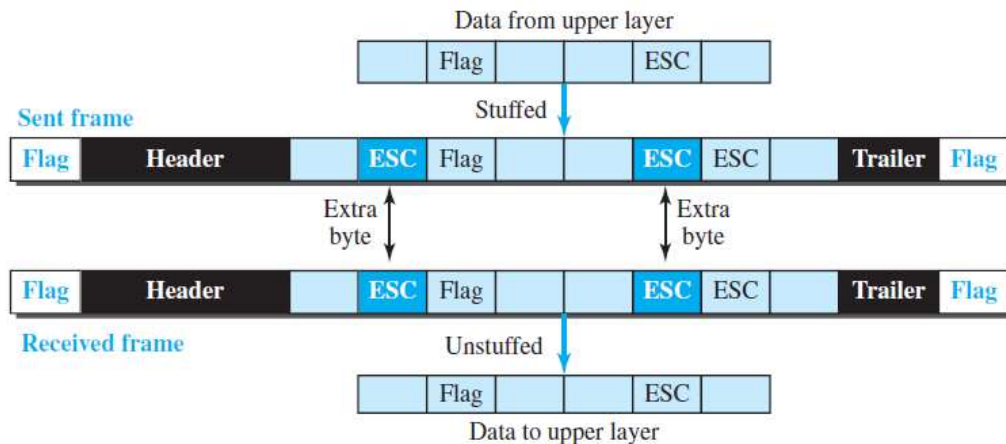 Data from upper layer
Flag ESC
Stuffed
Sent frame
Flag Header ESC Flag ESC ESC Trailer Flag
Extra byte Extra byte
Flag Header ESC Flag ESC ESC Trailer Flag
Received frame
Unstuffed
Flag ESC
Data to upper layer